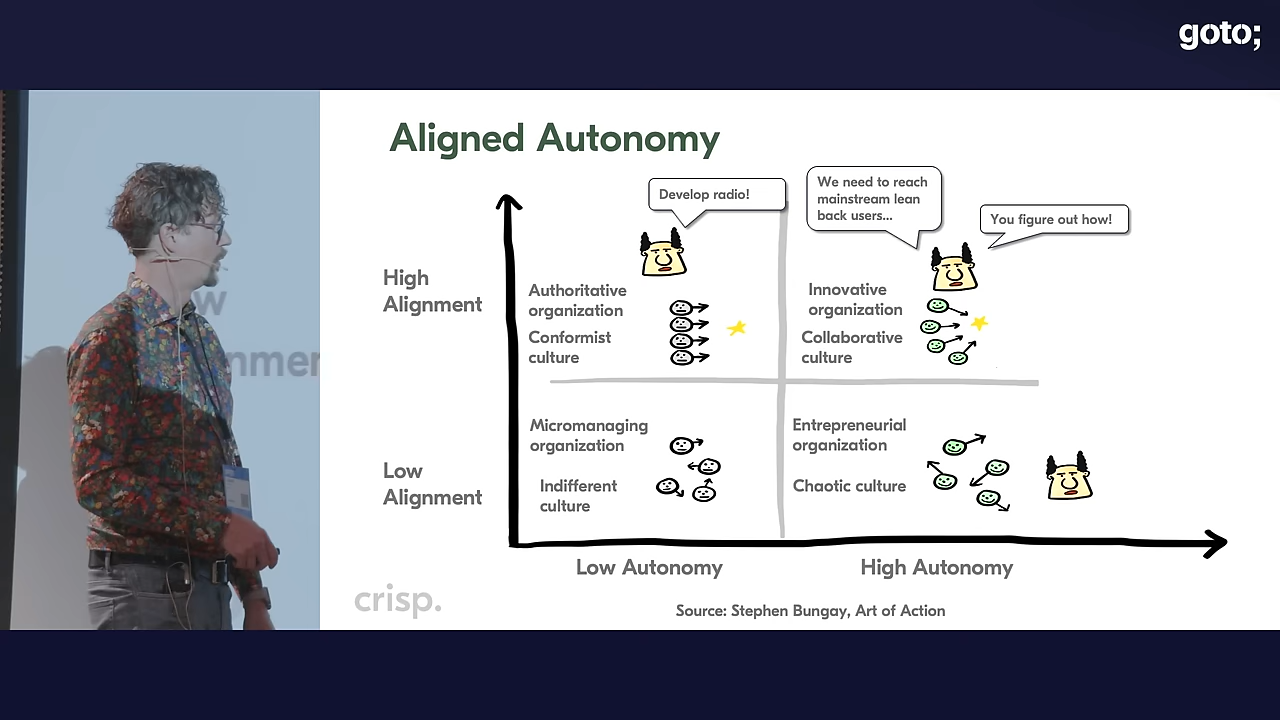 goto;
Aligned Autonomy
Develop radio!
We need to reach
mainstream lean
back users...
You figure out how!
High
Alignment
Authoritative
organization
Conformist
culture
Innovative
organization
Collaborative
culture
Low
Alignment
Micromanaging
organization
Indifferent
culture
Entrepreneurial
organization
Chaotic culture
Low Autonomy
High Autonomy
crisp.
Source: Stephen Bungay, Art of Action